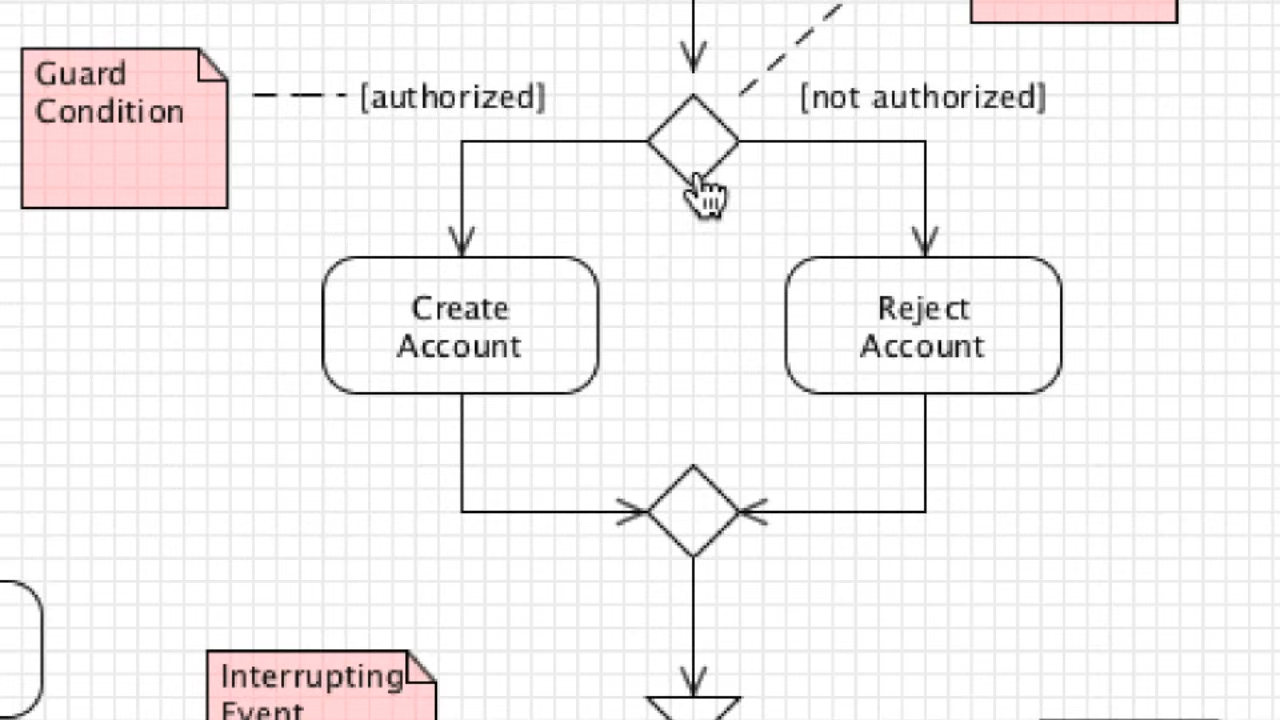 Guard
Condition
[authorized]
[not authorized]
Create
Account
Reject
Account
Interrupting
Event